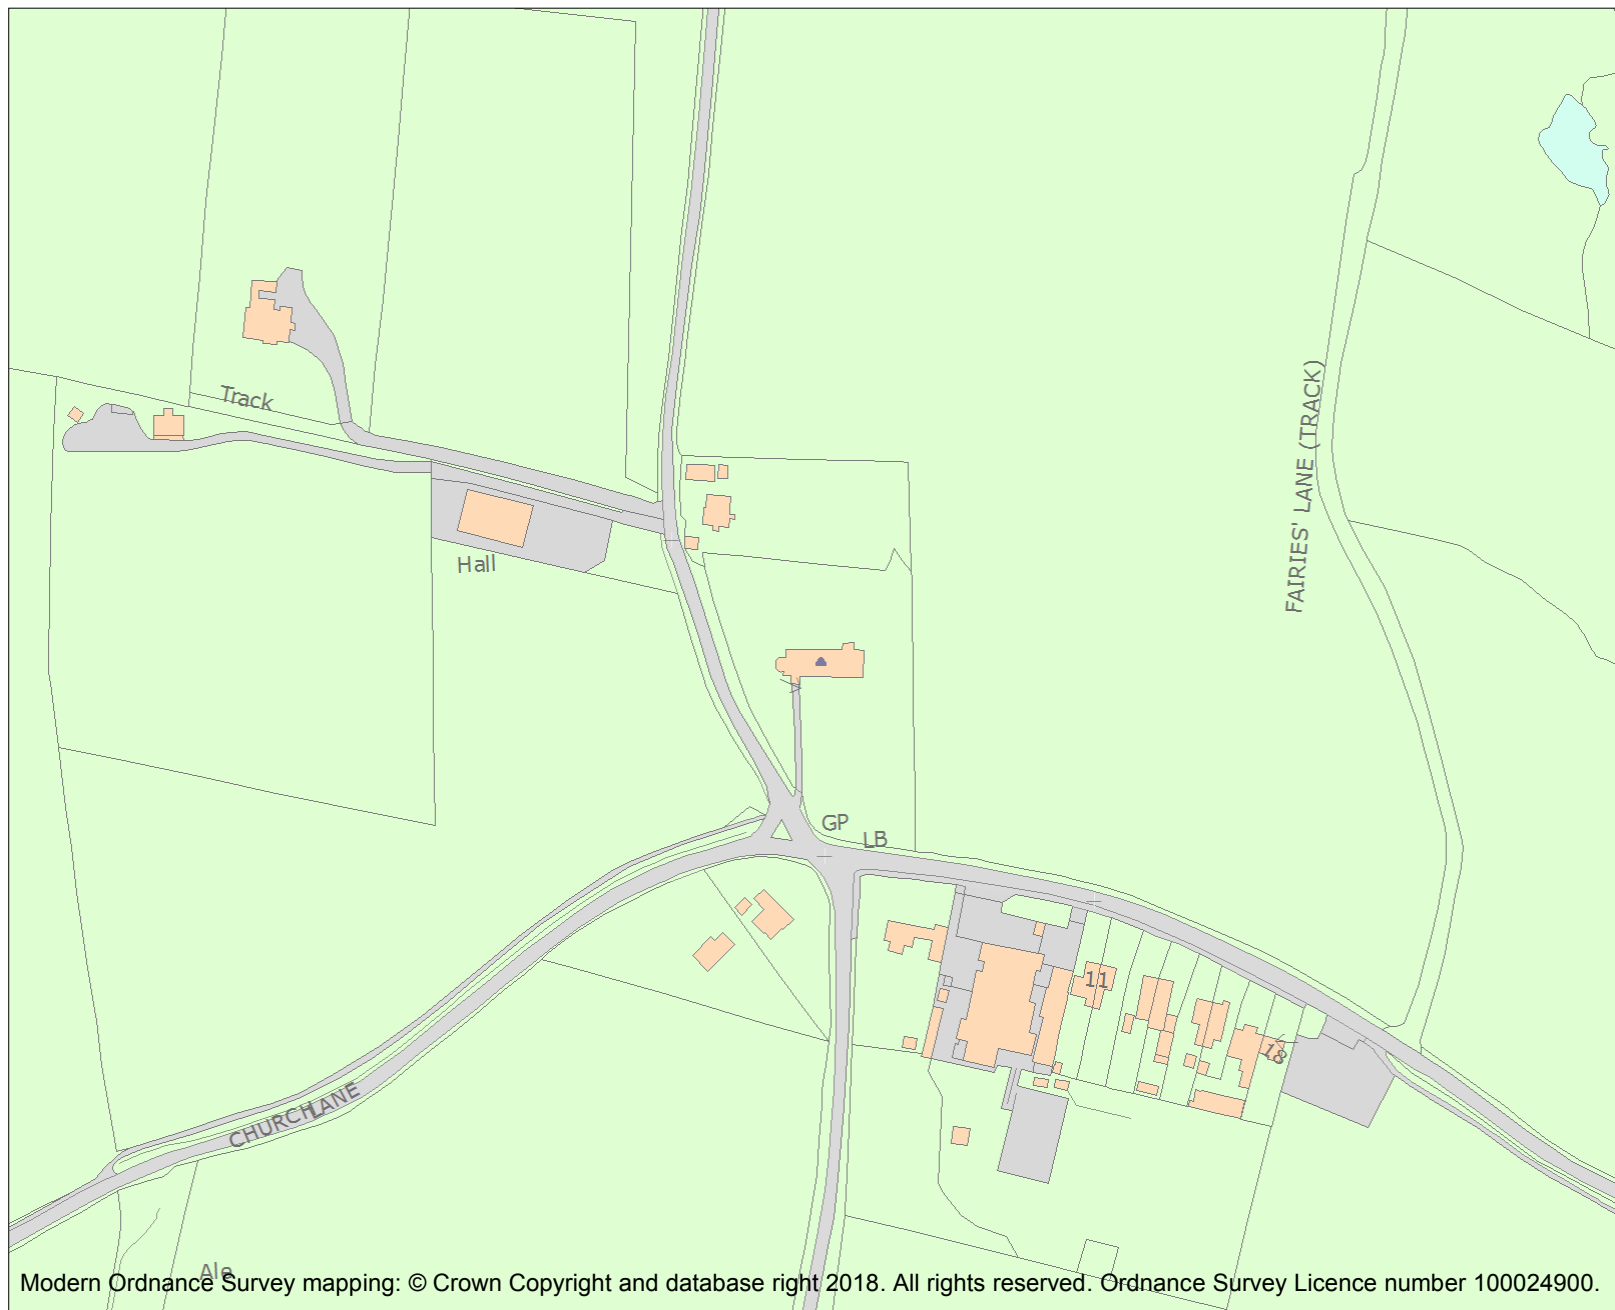 Track
FAIRIES' LANE (TRACK)
Hall
GP
LB
11
18
CHURCH LANE
Ale
Modern Ordnance Survey mapping: © Crown Copyright and database right 2018. All rights reserved. Ordnance Survey Licence number 100024900.